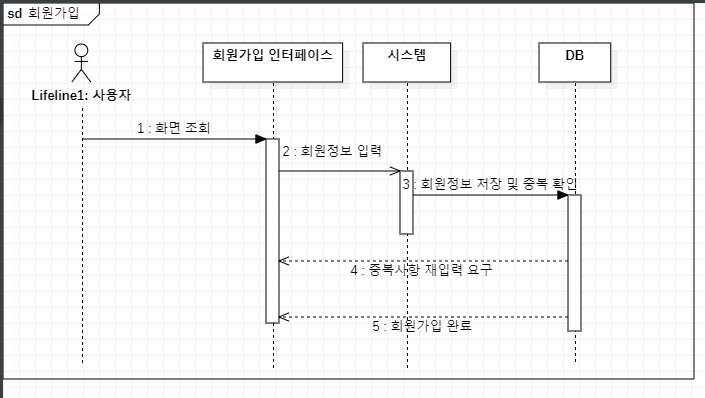 sd 회원가입
회원가입 인터페이스
시스템
DB
Lifeline1: 사용자
1 : 화면 조회
2 : 회원정보 입력
3 : 회원정보 저장 및 중복 확인
4 : 중복사항 재입력 요구
5 : 회원가입 완료